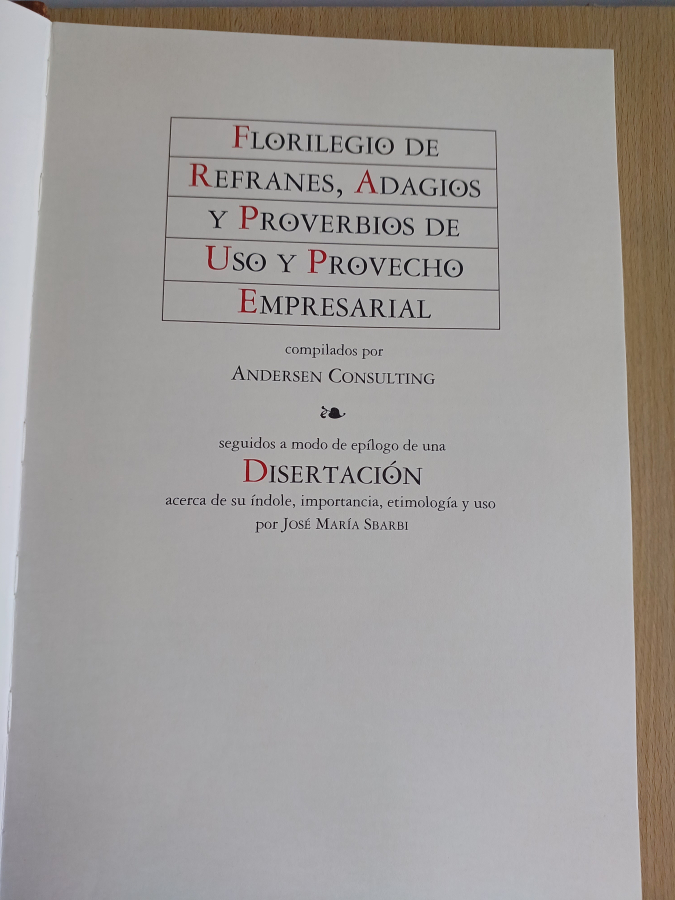 Florilegio de
Refranes, Adagios
y Proverbios de
Uso y Provecho
Empresarial
compilados por
Andersen Consulting
seguidos a modo de epílogo de una
Disertación
acerca de su índole, importancia, etimología y uso
por José María Sbarbi